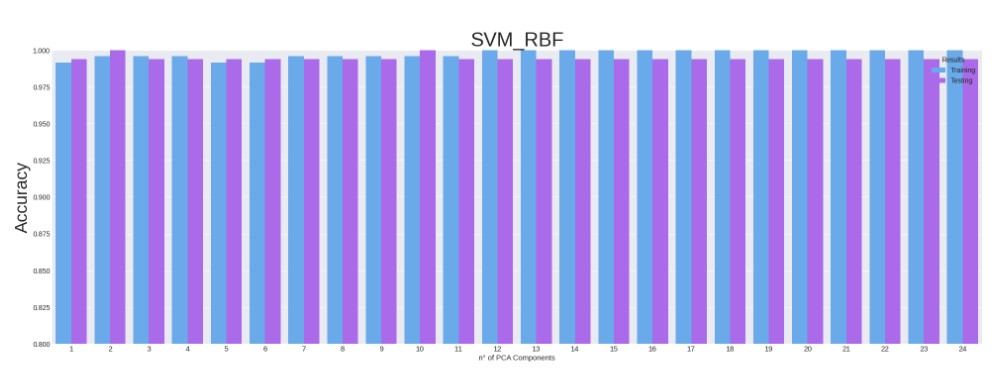 SVM_RBF
1.000
0.975
0.950
0.925
0.900
0.875
0.850
0.825
0.800
Accuracy
Results
Training
Testing
1 2 3 4 5 6 7 8 9 10 11 12 13 14 15 16 17 18 19 20 21 22 23 24
n° of PCA Components